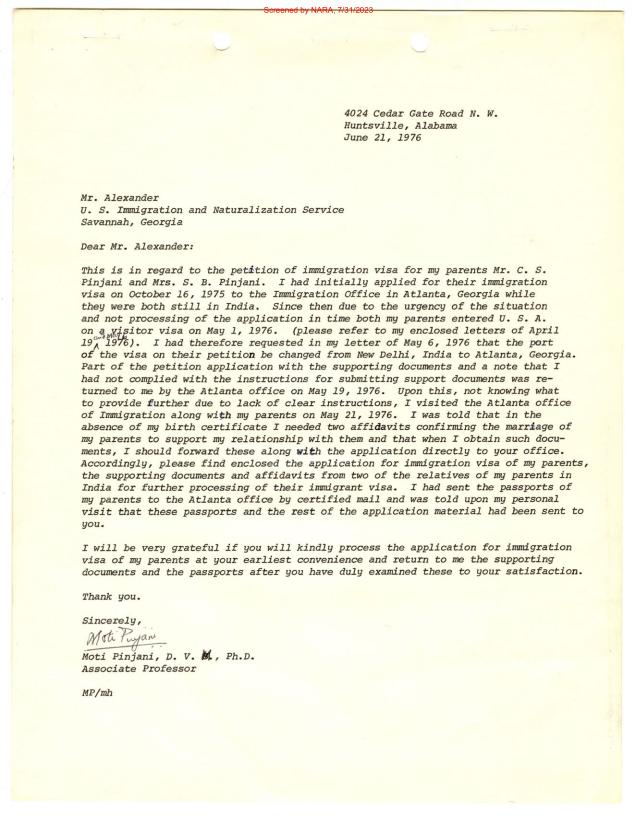 Screened by NARA, 7/31/2023
4024 Cedar Gate Road N. W.
Huntsville, Alabama
June 21, 1976
Mr. Alexander
U. S. Immigration and Naturalization Service
Savannah, Georgia
Dear Mr. Alexander:
This is in regard to the petition of immigration visa for my parents Mr. C. S.
Pinjani and Mrs. S. B. Pinjani. I had initially applied for their immigration
visa on October 16, 1975 to the Immigration Office in Atlanta, Georgia while
they were both still in India. Since then due to the urgency of the situation
and not processing of the application in time both my parents entered U. S. A.
on a visitor visa on May 1, 1976. (please refer to my enclosed letters of April
19 1976). I had therefore requested in my letter of May 6, 1976 that the port
of the visa on their petition be changed from New Delhi, India to Atlanta, Georgia.
Part of the petition application with the supporting documents and a note that I
had not complied with the instructions for submitting support documents was re-
turned to me by the Atlanta office on May 19, 1976. Upon this, not knowing what
to provide further due to lack of clear instructions, I visited the Atlanta office
of Immigration along with my parents on May 21, 1976. I was told that in the
absence of my birth certificate I needed two affidavits confirming the marriage of
my parents to support my relationship with them and that when I obtain such docu-
ments, I should forward these along with the application directly to your office.
Accordingly, please find enclosed the application for immigration visa of my parents,
the supporting documents and affidavits from two of the relatives of my parents in
India for further processing of their immigrant visa. I had sent the passports of
my parents to the Atlanta office by certified mail and was told upon my personal
visit that these passports and the rest of the application material had been sent to
you.
I will be very grateful if you will kindly process the application for immigration
visa of my parents at your earliest convenience and return to me the supporting
documents and the passports after you have duly examined these to your satisfaction.
Thank you.
Sincerely,
Moti Pinjani
Moti Pinjani, D. V. M., Ph.D.
Associate Professor
MP/mh